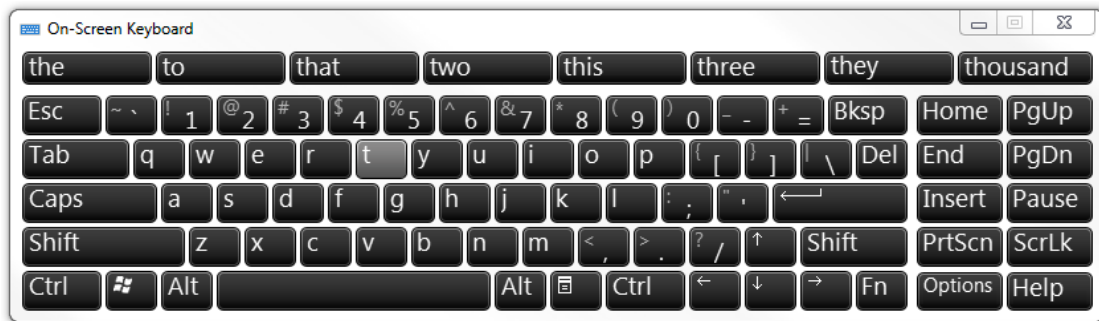 On-Screen Keyboard
the to that two this three they thousand
Esc ~ ` ! 1 @ 2 # 3 $ 4 % 5 ^ 6 & 7 * 8 ( 9 ) 0 _ - + = Bksp Home PgUp
Tab q w e r t y u i o p { [ } ] | \ Del End PgDn
Caps a s d f g h j k l : ; " ' Insert Pause
Shift z x c v b n m < , > . ? / ↑ Shift PrtScn ScrLk
Ctrl Alt Alt Ctrl ← ↓ → Fn Options Help